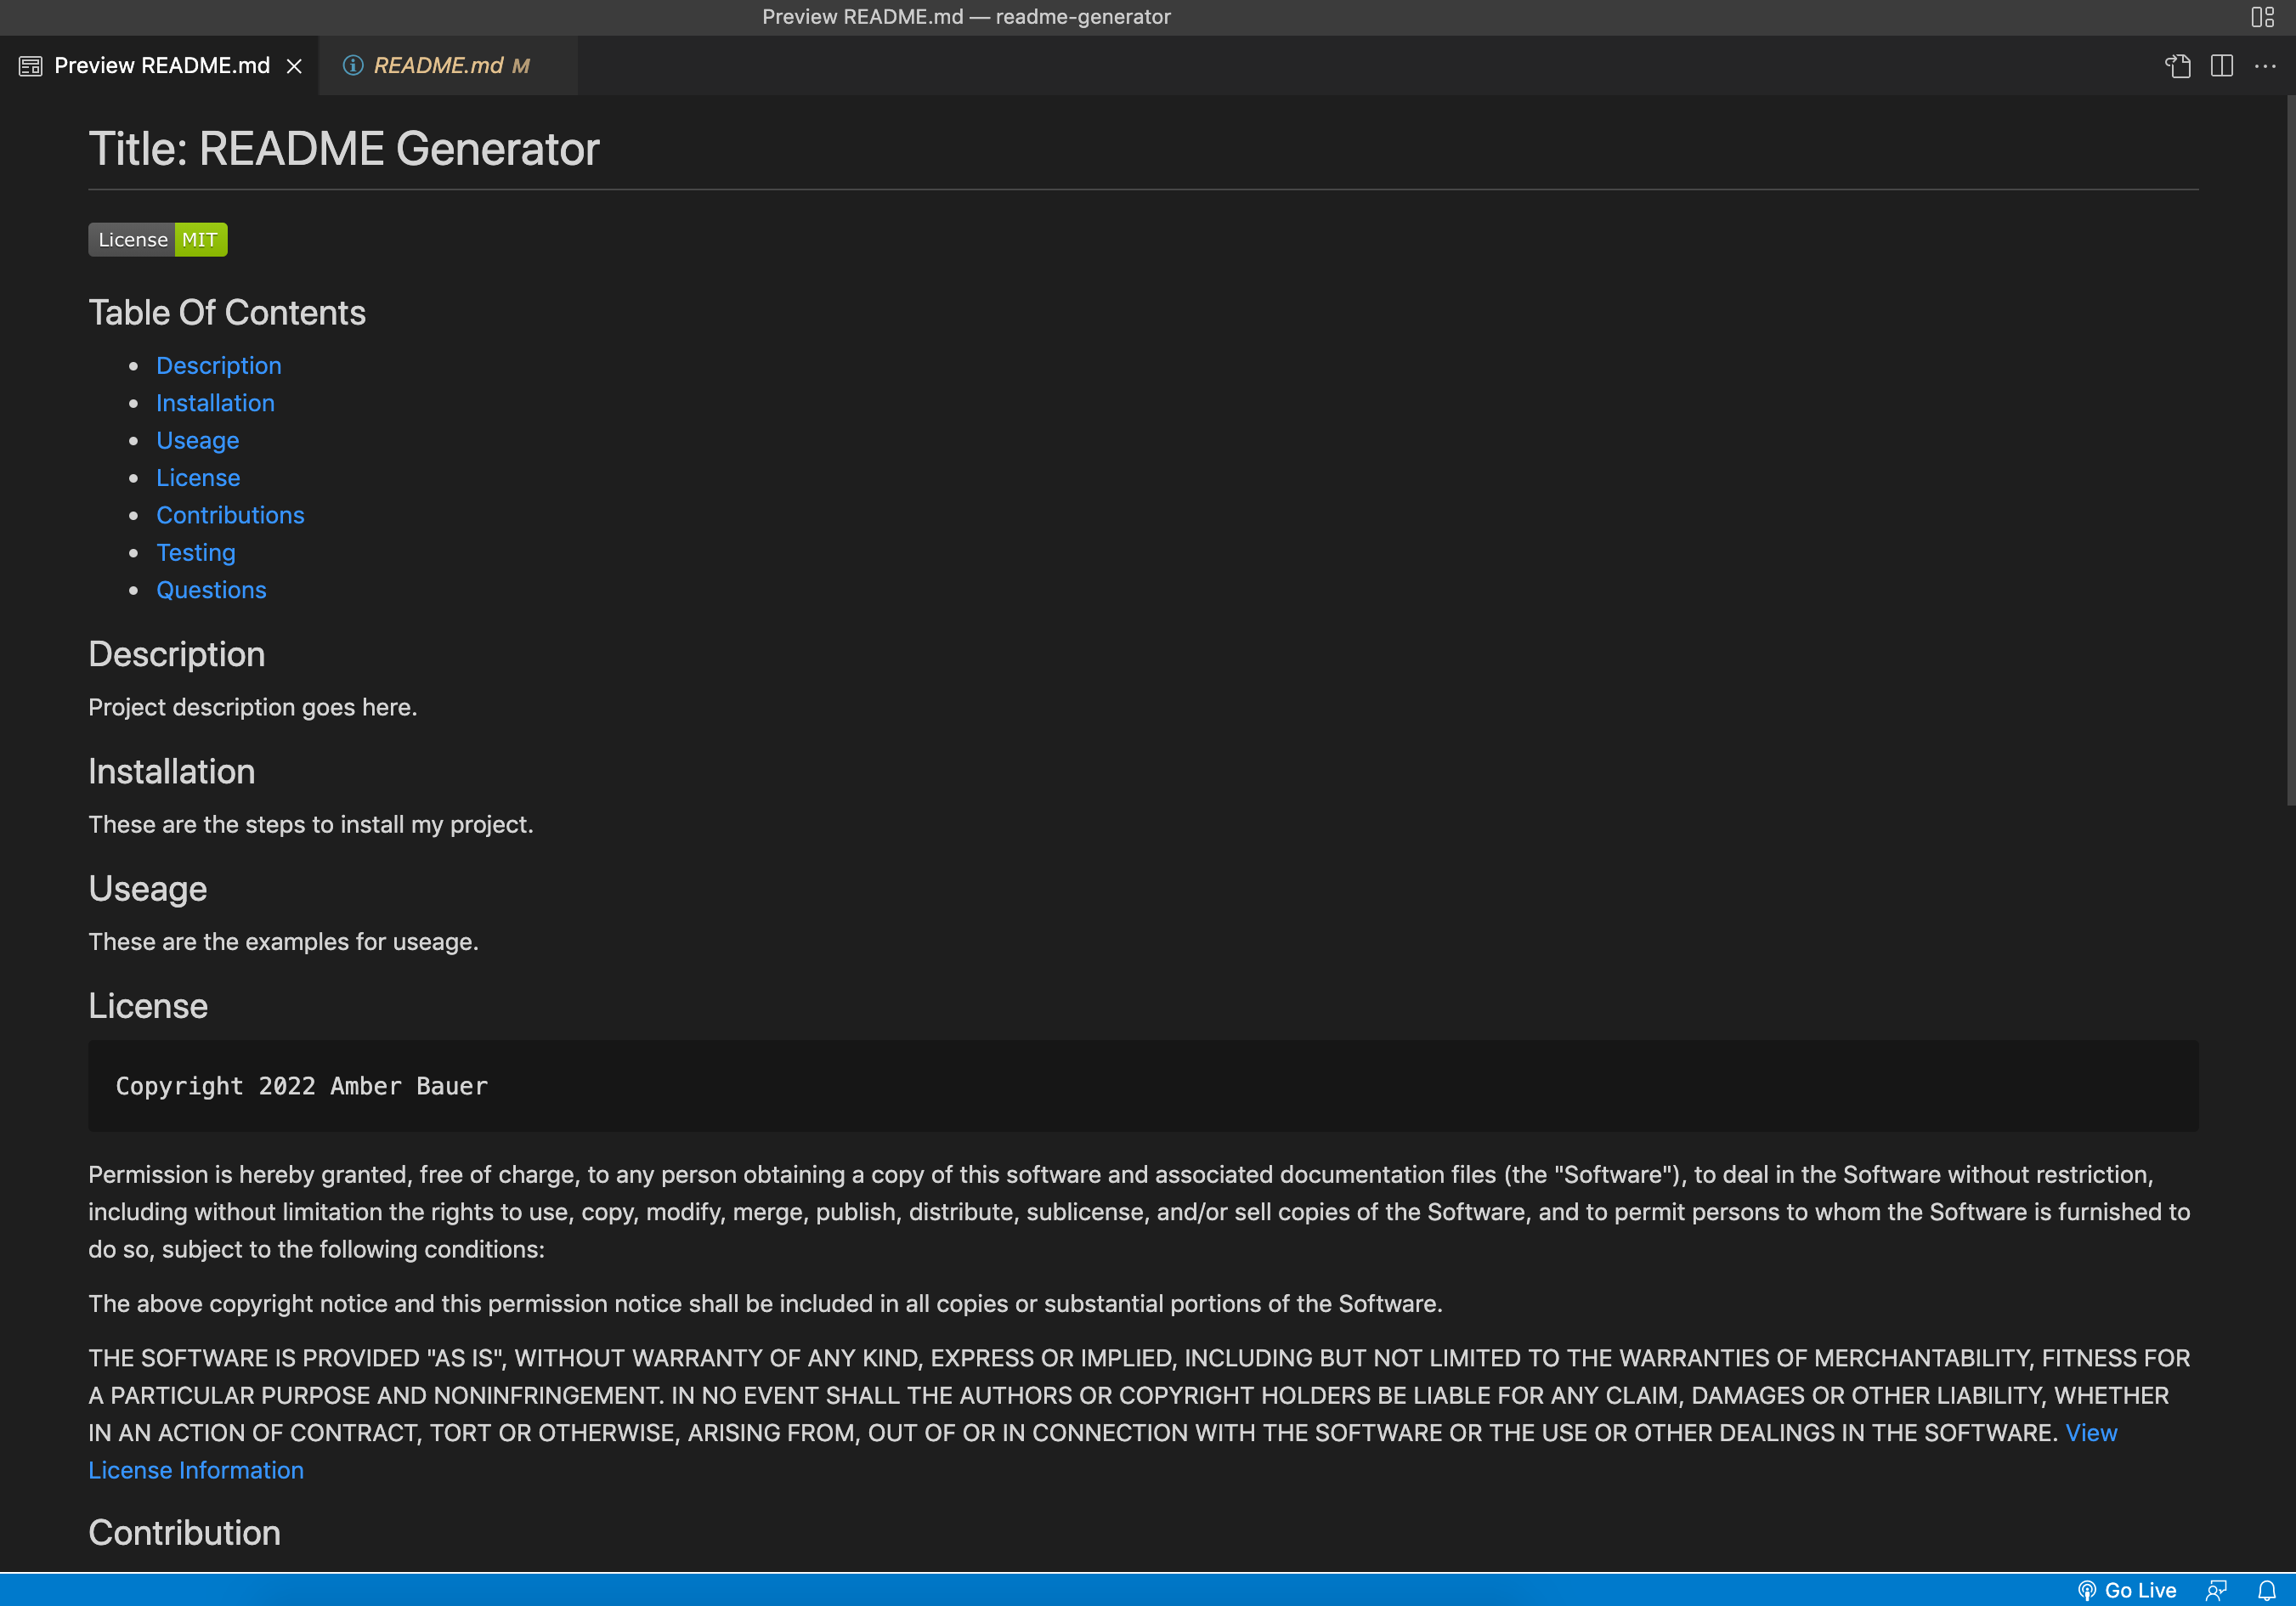 Preview README.md — readme-generator
Preview README.md
README.md M
Title: README Generator
License MIT
Table Of Contents
Description
Installation
Useage
License
Contributions
Testing
Questions
Description
Project description goes here.
Installation
These are the steps to install my project.
Useage
These are the examples for useage.
License
Copyright 2022 Amber Bauer
Permission is hereby granted, free of charge, to any person obtaining a copy of this software and associated documentation files (the "Software"), to deal in the Software without restriction,
including without limitation the rights to use, copy, modify, merge, publish, distribute, sublicense, and/or sell copies of the Software, and to permit persons to whom the Software is furnished to
do so, subject to the following conditions:
The above copyright notice and this permission notice shall be included in all copies or substantial portions of the Software.
THE SOFTWARE IS PROVIDED "AS IS", WITHOUT WARRANTY OF ANY KIND, EXPRESS OR IMPLIED, INCLUDING BUT NOT LIMITED TO THE WARRANTIES OF MERCHANTABILITY, FITNESS FOR
A PARTICULAR PURPOSE AND NONINFRINGEMENT. IN NO EVENT SHALL THE AUTHORS OR COPYRIGHT HOLDERS BE LIABLE FOR ANY CLAIM, DAMAGES OR OTHER LIABILITY, WHETHER
IN AN ACTION OF CONTRACT, TORT OR OTHERWISE, ARISING FROM, OUT OF OR IN CONNECTION WITH THE SOFTWARE OR THE USE OR OTHER DEALINGS IN THE SOFTWARE. View
License Information
Contribution
Go Live